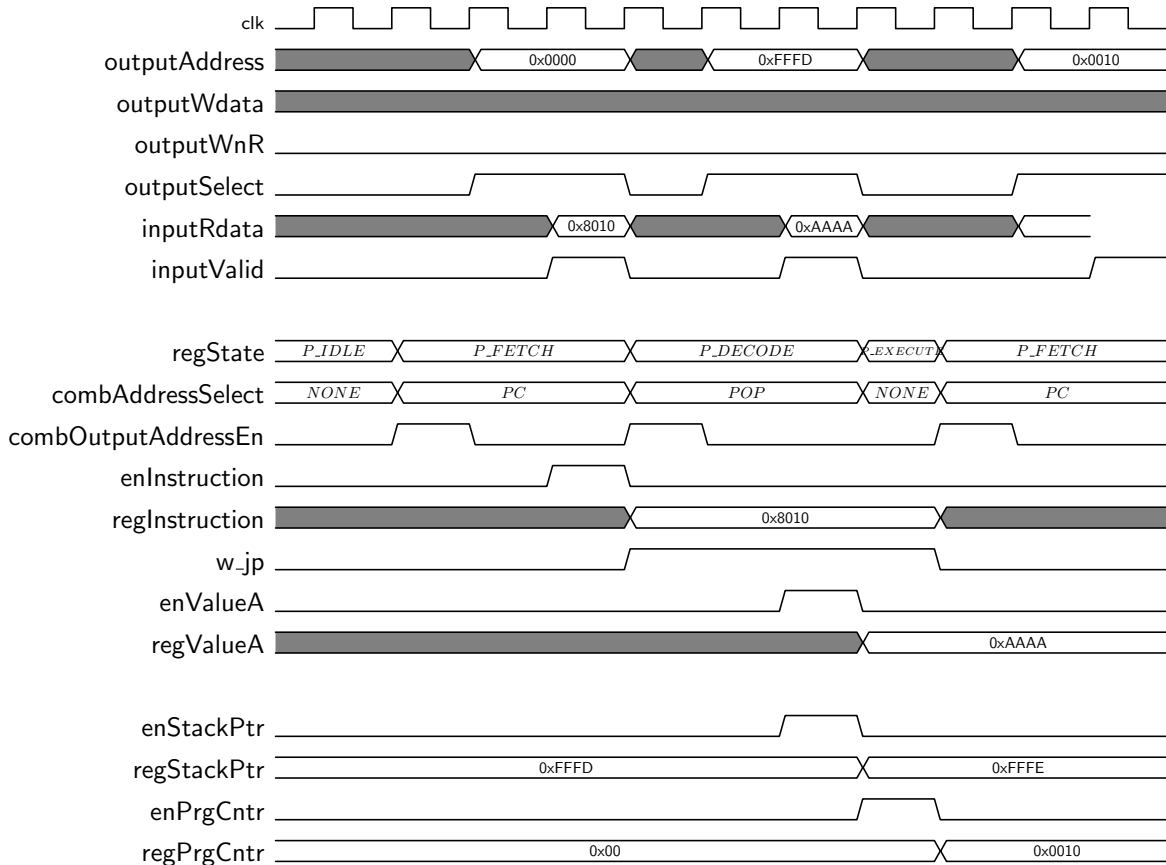 clk
outputAddress 0x0000 0xFFFD 0x0010
outputWdata
outputWnR
outputSelect
inputRdata 0x8010 0xAAAA
inputValid
regState P_IDLE P_FETCH P_DECODE P_EXECUTE P_FETCH
combAddressSelect NONE PC POP NONE PC
combOutputAddressEn
enInstruction
regInstruction 0x8010
w_jp
enValueA
regValueA 0xAAAA
enStackPtr
regStackPtr 0xFFFD 0xFFFE
enPrgCntr
regPrgCntr 0x00 0x0010